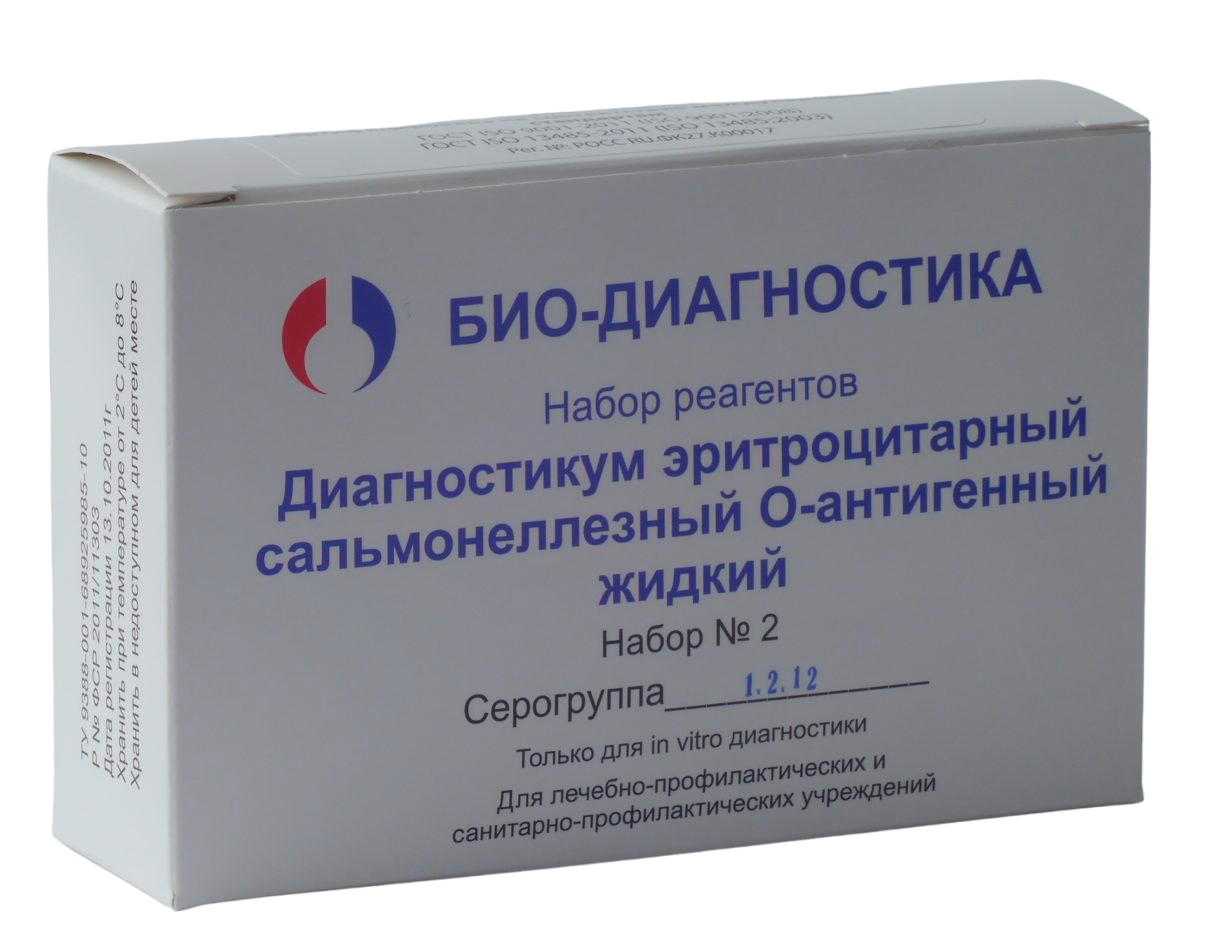 ГОСТ ISO 9001-2011 (ISO 9001:2008)
ГОСТ ISO 13485-2011 (ISO 13485:2003)
Рег. №: РОСС RU.ФК27.К00017
БИО-ДИАГНОСТИКА
Набор реагентов
Диагностикум эритроцитарный
сальмонеллезный О-антигенный
жидкий
Набор № 2
Серогруппа____1.2.12____
Только для in vitro диагностики
Для лечебно-профилактических и
санитарно-профилактических учреждений
ТУ 9388-001-68925985-10
Р № ФСР 2011/11303
Дата регистрации 13.10.2011г
Хранить при температуре от 2°С до 8°С
Хранить в недоступном для детей месте